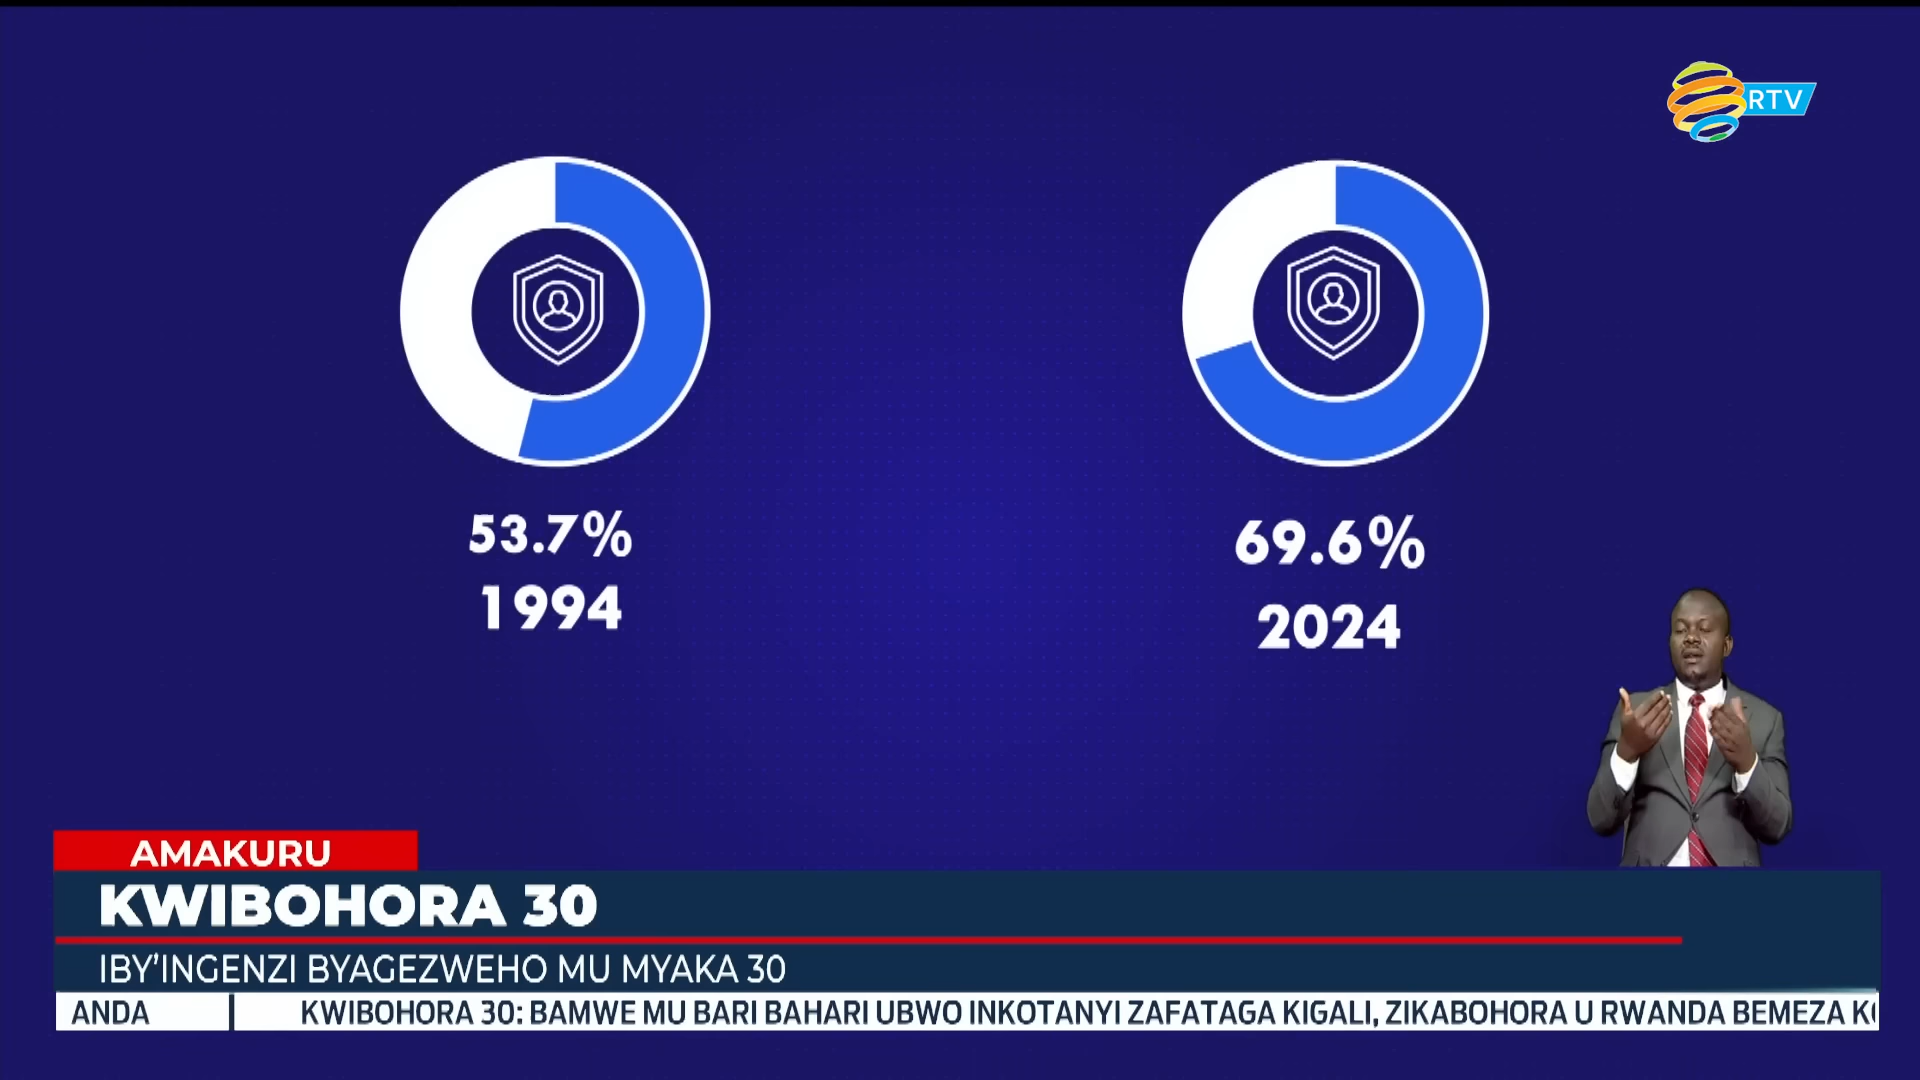 RTV
53.7%
1994
69.6%
2024
AMAKURU
KWIBOHORA 30
IBY'INGENZI BYAGEZWEHO MU MYAKA 30
ANDA
KWIBOHORA 30: BAMWE MU BARI BAHARI UBWO INKOTANYI ZAFATAGA KIGALI, ZIKABOHORA U RWANDA BEMEZA